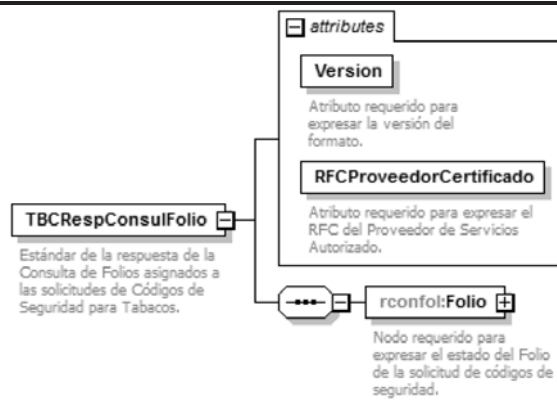 attributes
Version
Atributo requerido para
expresar la versión del
formato.
RFCProveedorCertificado
Atributo requerido para expresar el
RFC del Proveedor de Servicios
Autorizado.
TBCRespConsulFolio
Estándar de la respuesta de la
Consulta de Folios asignados a
las solicitudes de Códigos de
Seguridad para Tabacos.
rconfol:Folio
Nodo requerido para
expresar el estado del Folio
de la solicitud de códigos de
seguridad.